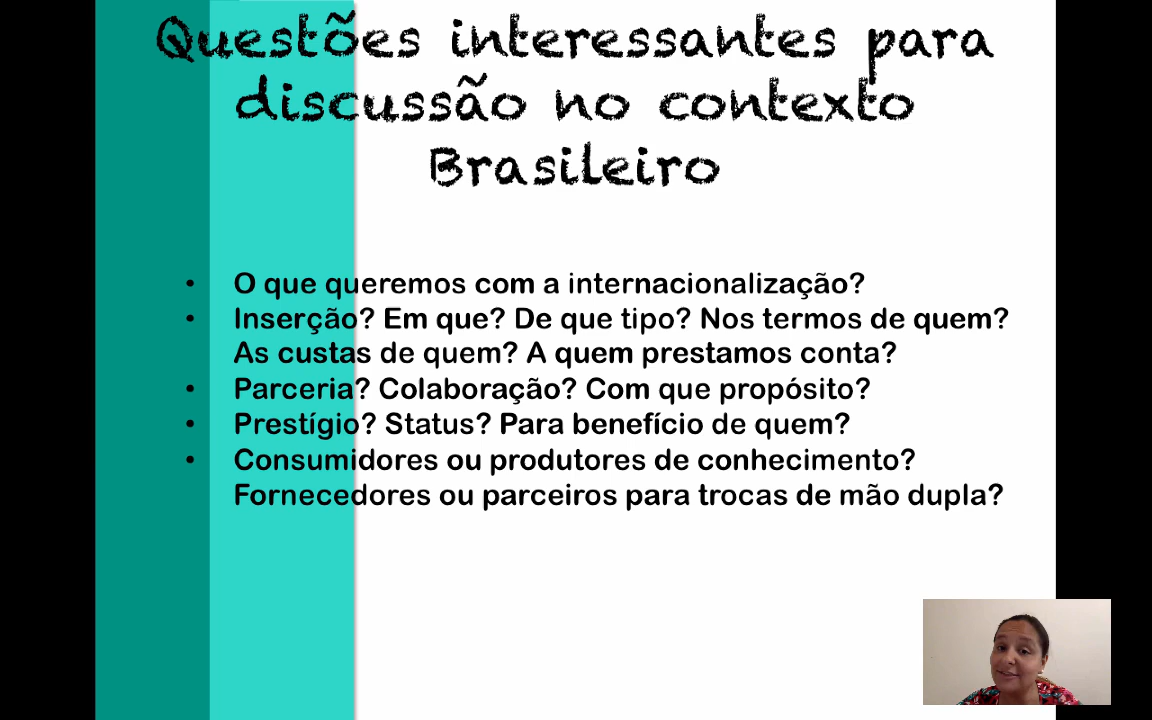 Questões interessantes para
discussão no contexto
Brasileiro
• O que queremos com a internacionalização?
• Inserção? Em que? De que tipo? Nos termos de quem?
As custas de quem? A quem prestamos conta?
• Parceria? Colaboração? Com que propósito?
• Prestígio? Status? Para benefício de quem?
• Consumidores ou produtores de conhecimento?
Fornecedores ou parceiros para trocas de mão dupla?